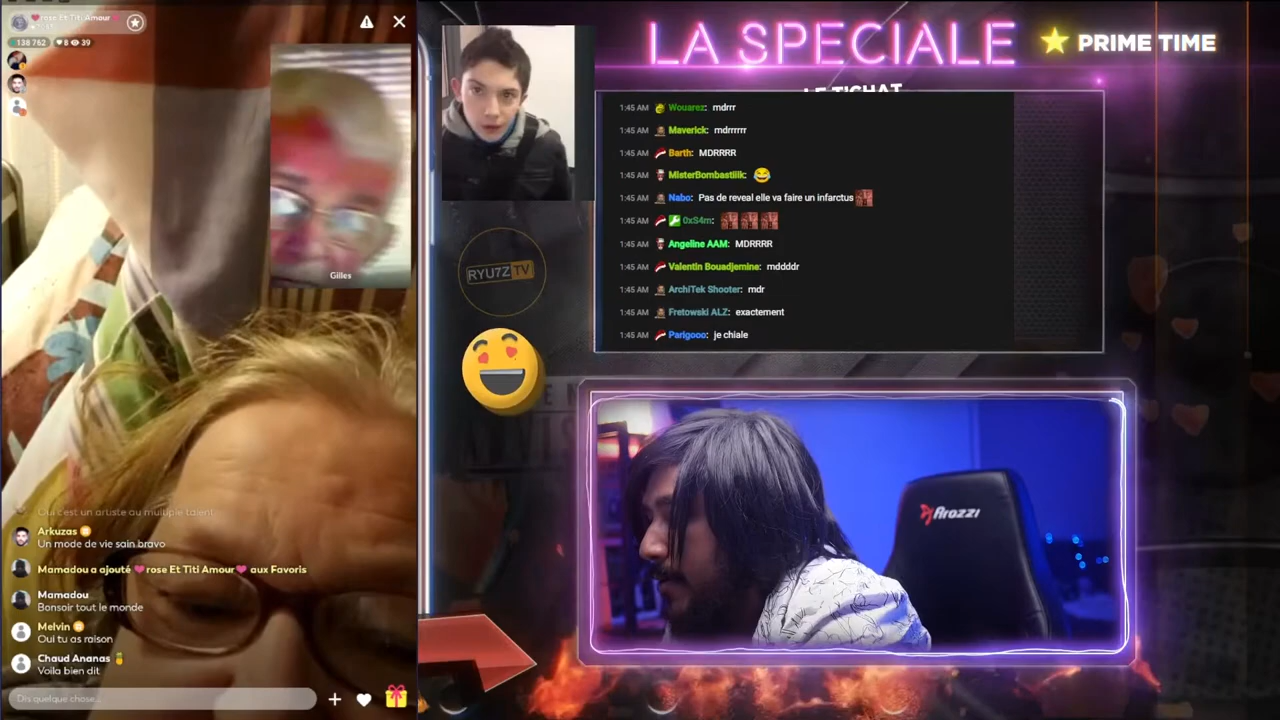 rose Et Titi Amour
138 762
8
39
Gilles
Oui c'est un artiste au multiple talent
Arkuzas
Un mode de vie sain bravo
Mamadou a ajouté ❤rose Et Titi Amour❤ aux Favoris
Mamadou
Bonsoir tout le monde
Melvin
Oui tu as raison
Chaud Ananas 🍍
Voila bien dit
Dis quelque chose...
LA SPECIALE
PRIME TIME
LE TICHAT
1:45 AM Wouarez: mdrrr
1:45 AM Maverick: mdrrrrrr
1:45 AM Barth: MDRRRR
1:45 AM MisterBombastiiik: 😂
1:45 AM Nabo: Pas de reveal elle va faire un infarctus
1:45 AM 0xS4m:
1:45 AM Angeline AAM: MDRRRR
1:45 AM Valentin Bouadjemine: mddddr
1:45 AM ArchiTek Shooter: mdr
1:45 AM Fretowski ALZ: exactement
1:45 AM Parigooo: je chiale
RYU7Z TV
Arozzi